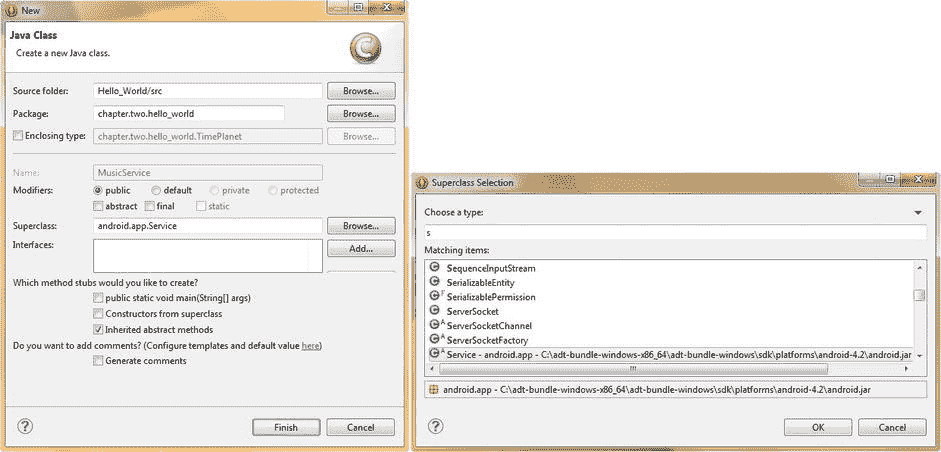 New
Java Class
Create a new Java class.
Source folder: Hello_World/src Browse...
Package: chapter.two.hello_world Browse...
Enclosing type: chapter.two.hello_world.TimePlanet Browse...
Name: MusicService
Modifiers: public default private protected
abstract final static
Superclass: android.app.Service Browse...
Interfaces: Add...
Which method stubs would you like to create?
public static void main(String[] args)
Constructors from superclass
Inherited abstract methods
Do you want to add comments? (Configure templates and default value here)
Generate comments
Finish Cancel
Superclass Selection
Choose a type:
s
Matching items:
SequenceInputStream
SerializableEntity
SerializablePermission
ServerSocket
ServerSocketChannel
ServerSocketFactory
Service - android.app - C:\adt-bundle-windows-x86_64\adt-bundle-windows\sdk\platforms\android-4.2\android.jar
android.app - C:\adt-bundle-windows-x86_64\adt-bundle-windows\sdk\platforms\android-4.2\android.jar
OK Cancel